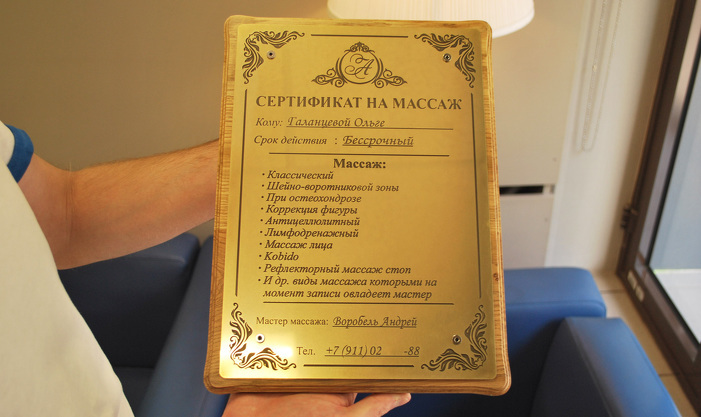 А
СЕРТИФИКАТ НА МАССАЖ
Кому: Галанцевой Ольге
Срок действия : Бессрочный
Массаж:
· Классический
· Шейно-воротниковой зоны
· При остеохондрозе
· Коррекция фигуры
· Антицеллюлитный
· Лимфодренажный
· Массаж лица
· Kobido
· Рефлекторный массаж стоп
· И др. виды массажа которыми на
момент записи овладеет мастер
Мастер массажа: Воробель Андрей
Тел. +7 (911) 02 -88